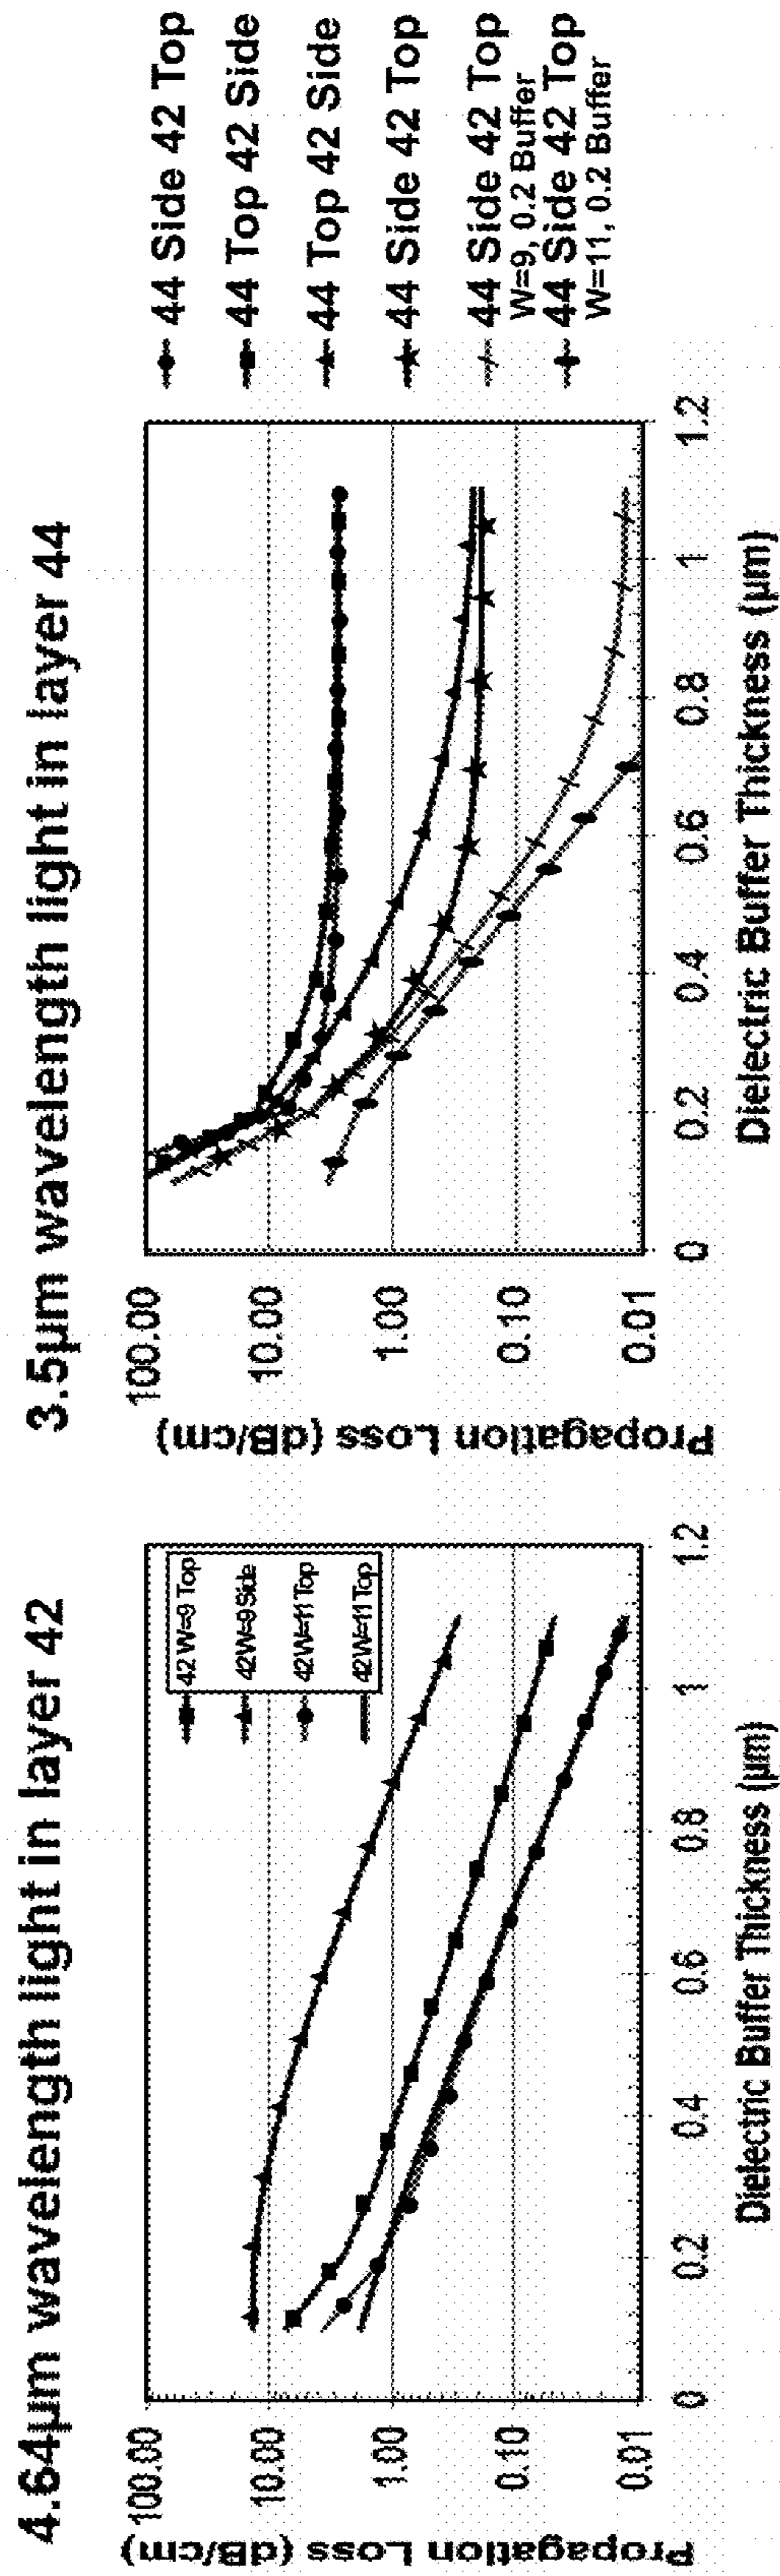 4.64µm wavelength light in layer 42
Propagation Loss (dB/cm)
100.00
10.00
1.00
0.10
0.01
0 0.2 0.4 0.6 0.8 1 1.2
Dielectric Buffer Thickness (µm)
42 W=9 Top
42W=9 Side
42W=11 Top
42W=11 Top
3.5µm wavelength light in layer 44
Propagation Loss (dB/cm)
100.00
10.00
1.00
0.10
0.01
0 0.2 0.4 0.6 0.8 1 1.2
Dielectric Buffer Thickness (µm)
44 Side 42 Top
44 Top 42 Side
44 Top 42 Side
44 Side 42 Top
44 Side 42 Top
W=9, 0.2 Buffer
44 Side 42 Top
W=11, 0.2 Buffer